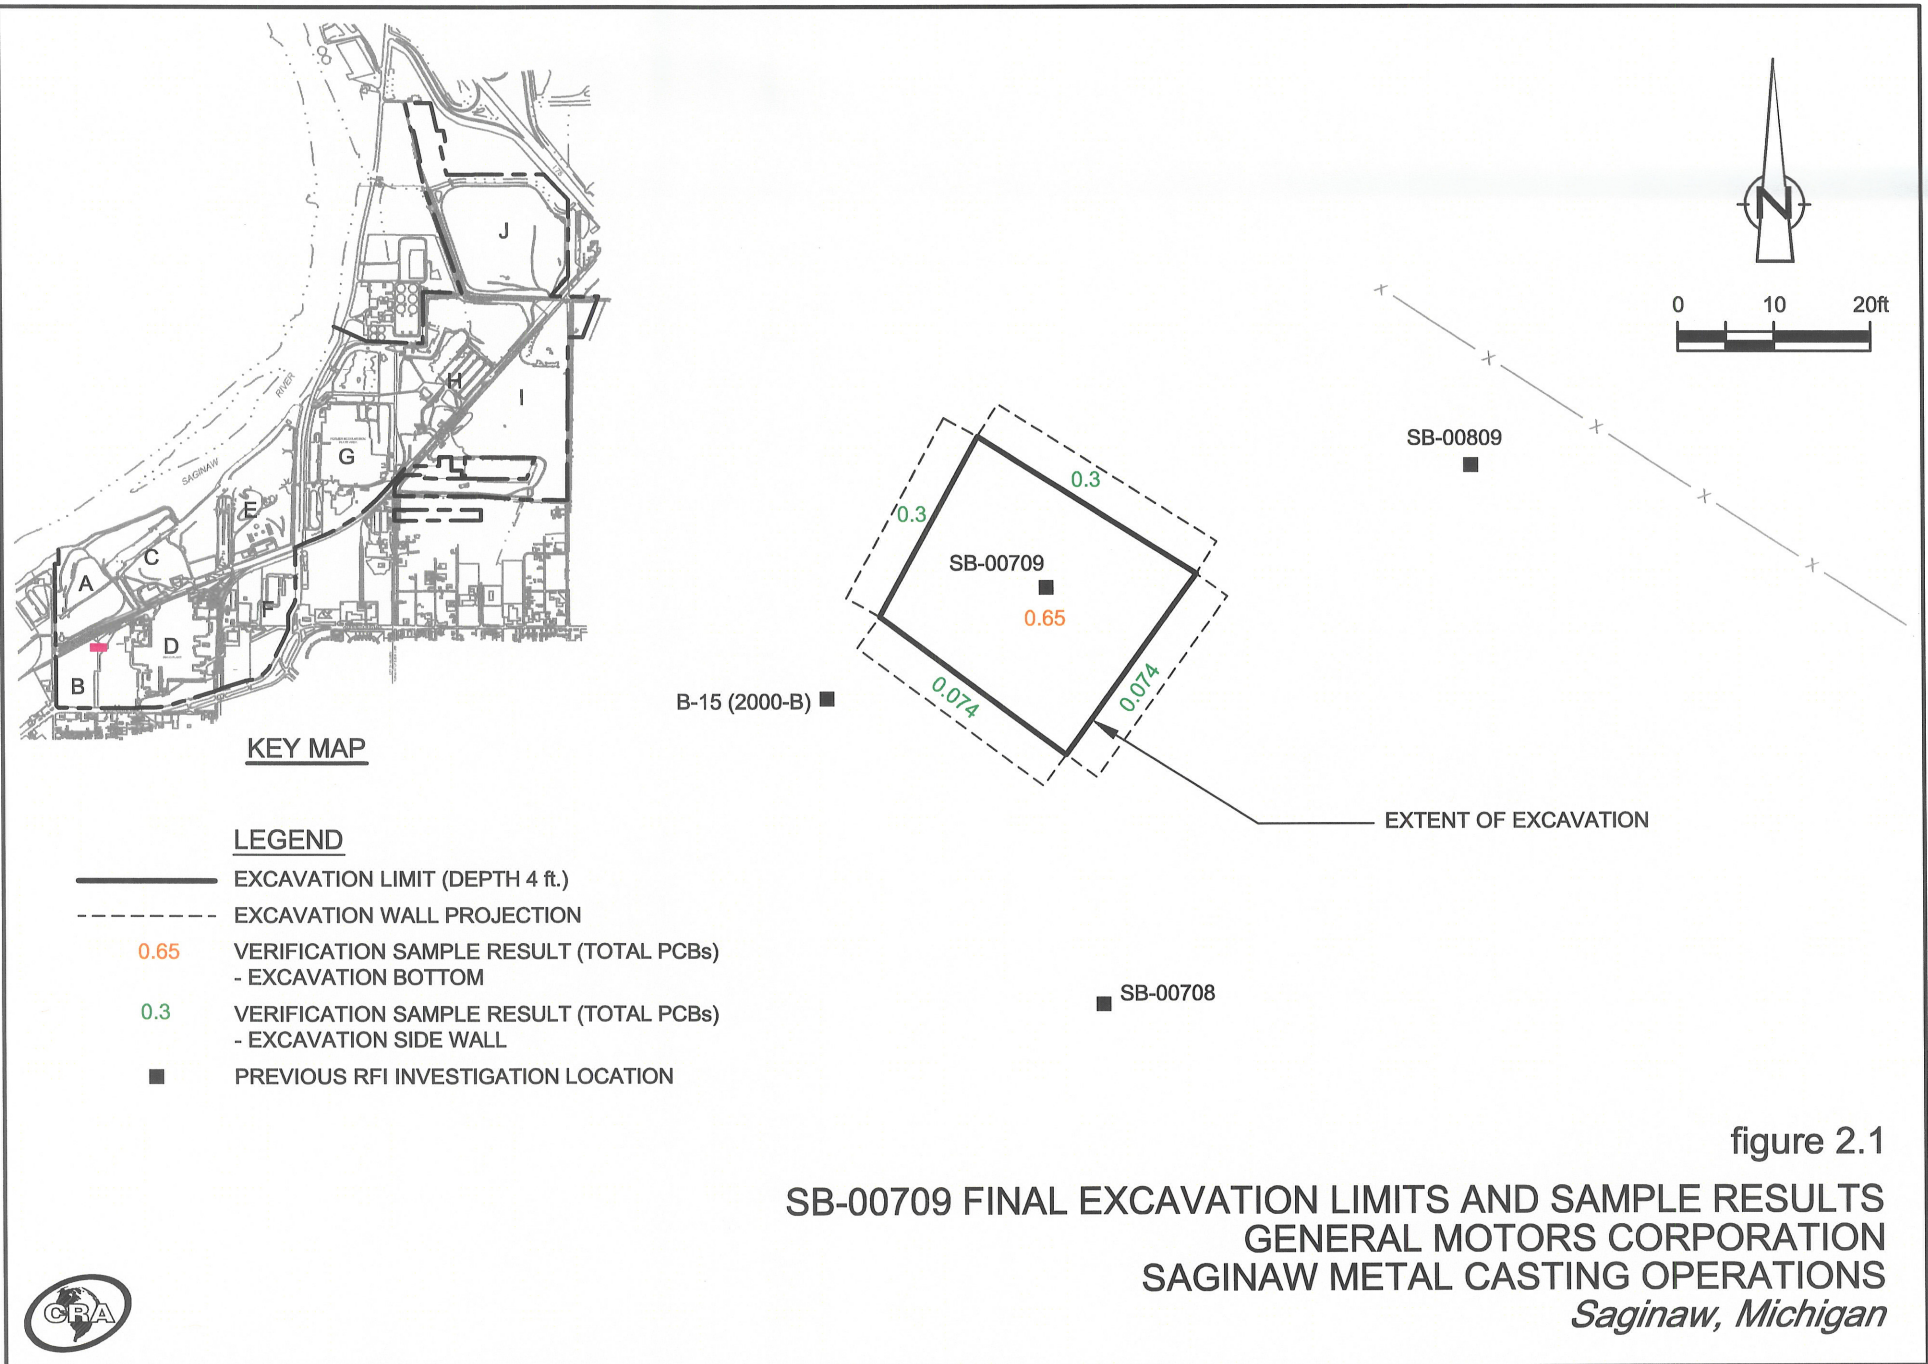 J
H
I
RIVER
SAGINAW
G
E
C
A
F
D
B
KEY MAP
N
0 10 20ft
SB-00809
0.3
0.3
SB-00709
0.65
0.074
0.074
B-15 (2000-B)
EXTENT OF EXCAVATION
SB-00708
LEGEND
EXCAVATION LIMIT (DEPTH 4 ft.)
EXCAVATION WALL PROJECTION
0.65 VERIFICATION SAMPLE RESULT (TOTAL PCBs)
- EXCAVATION BOTTOM
0.3 VERIFICATION SAMPLE RESULT (TOTAL PCBs)
- EXCAVATION SIDE WALL
PREVIOUS RFI INVESTIGATION LOCATION
figure 2.1
SB-00709 FINAL EXCAVATION LIMITS AND SAMPLE RESULTS
GENERAL MOTORS CORPORATION
SAGINAW METAL CASTING OPERATIONS
Saginaw, Michigan
CRA